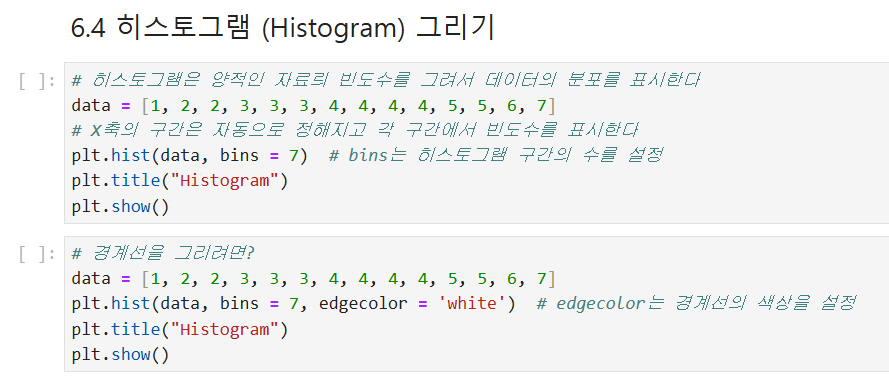 6.4 히스토그램 (Histogram) 그리기
[ ]: # 히스토그램은 양적인 자료의 빈도수를 그려서 데이터의 분포를 표시한다
data = [1, 2, 2, 3, 3, 3, 4, 4, 4, 4, 5, 5, 6, 7]
# X축의 구간은 자동으로 정해지고 각 구간에서 빈도수를 표시한다
plt.hist(data, bins = 7)  # bins는 히스토그램 구간의 수를 설정
plt.title("Histogram")
plt.show()
[ ]: # 경계선을 그리려면?
data = [1, 2, 2, 3, 3, 3, 4, 4, 4, 4, 5, 5, 6, 7]
plt.hist(data, bins = 7, edgecolor = 'white')  # edgecolor는 경계선의 색상을 설정
plt.title("Histogram")
plt.show()